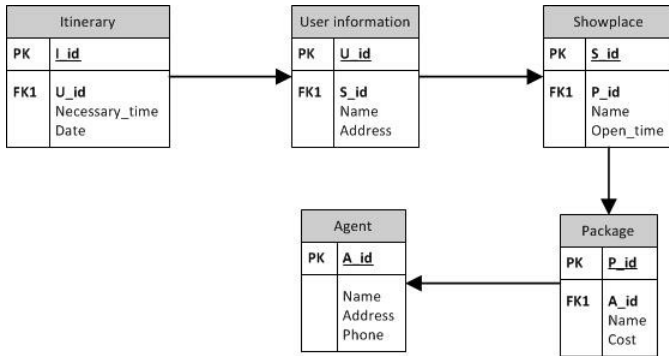 Itinerary
PK I_id
FK1 U_id
Necessary_time
Date
User information
PK U_id
FK1 S_id
Name
Address
Showplace
PK S_id
FK1 P_id
Name
Open_time
Agent
PK A_id
Name
Address
Phone
Package
PK P_id
FK1 A_id
Name
Cost